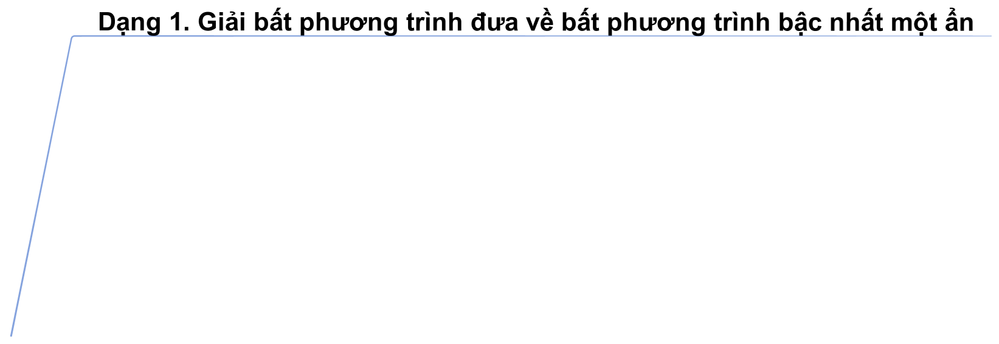 Dạng 1. Giải bất phương trình đưa về bất phương trình bậc nhất một ẩn